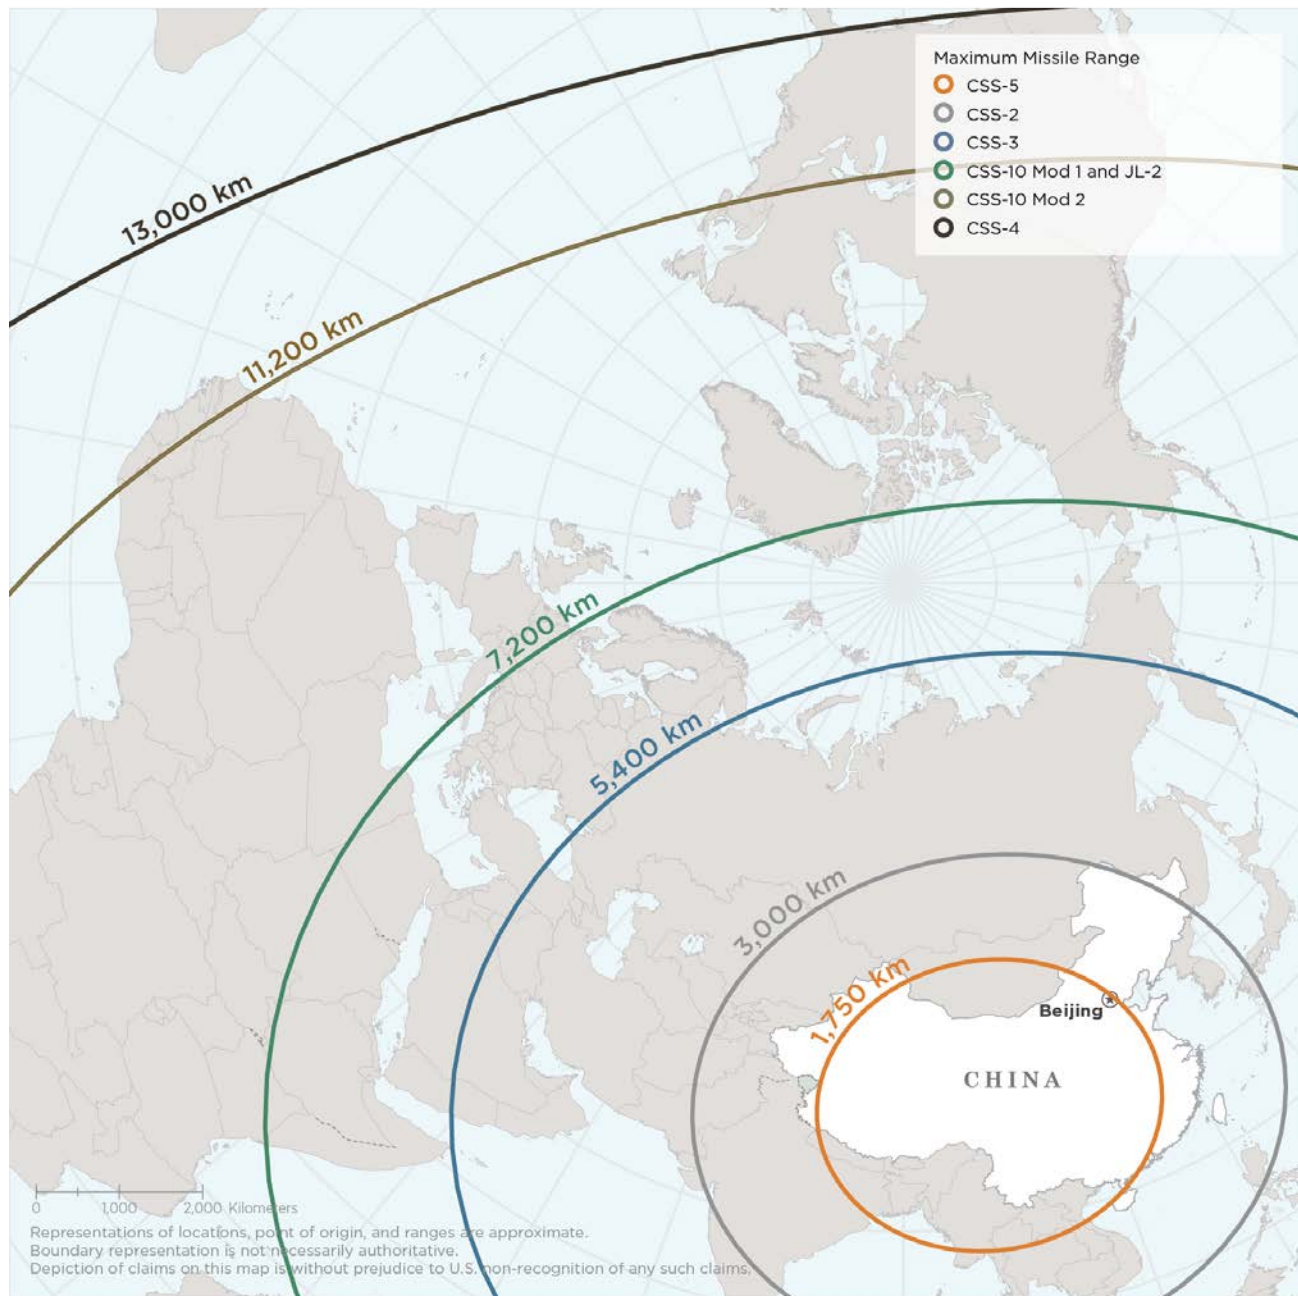 Maximum Missile Range
CSS-5
CSS-2
CSS-3
CSS-10 Mod 1 and JL-2
CSS-10 Mod 2
CSS-4
13,000 km
11,200 km
7,200 km
5,400 km
3,000 km
1,750 km
Beijing
CHINA
0 1000 2,000 Kilometers
Representations of locations, point of origin, and ranges are approximate.
Boundary representation is not necessarily authoritative.
Depiction of claims on this map is without prejudice to U.S. non-recognition of any such claims.